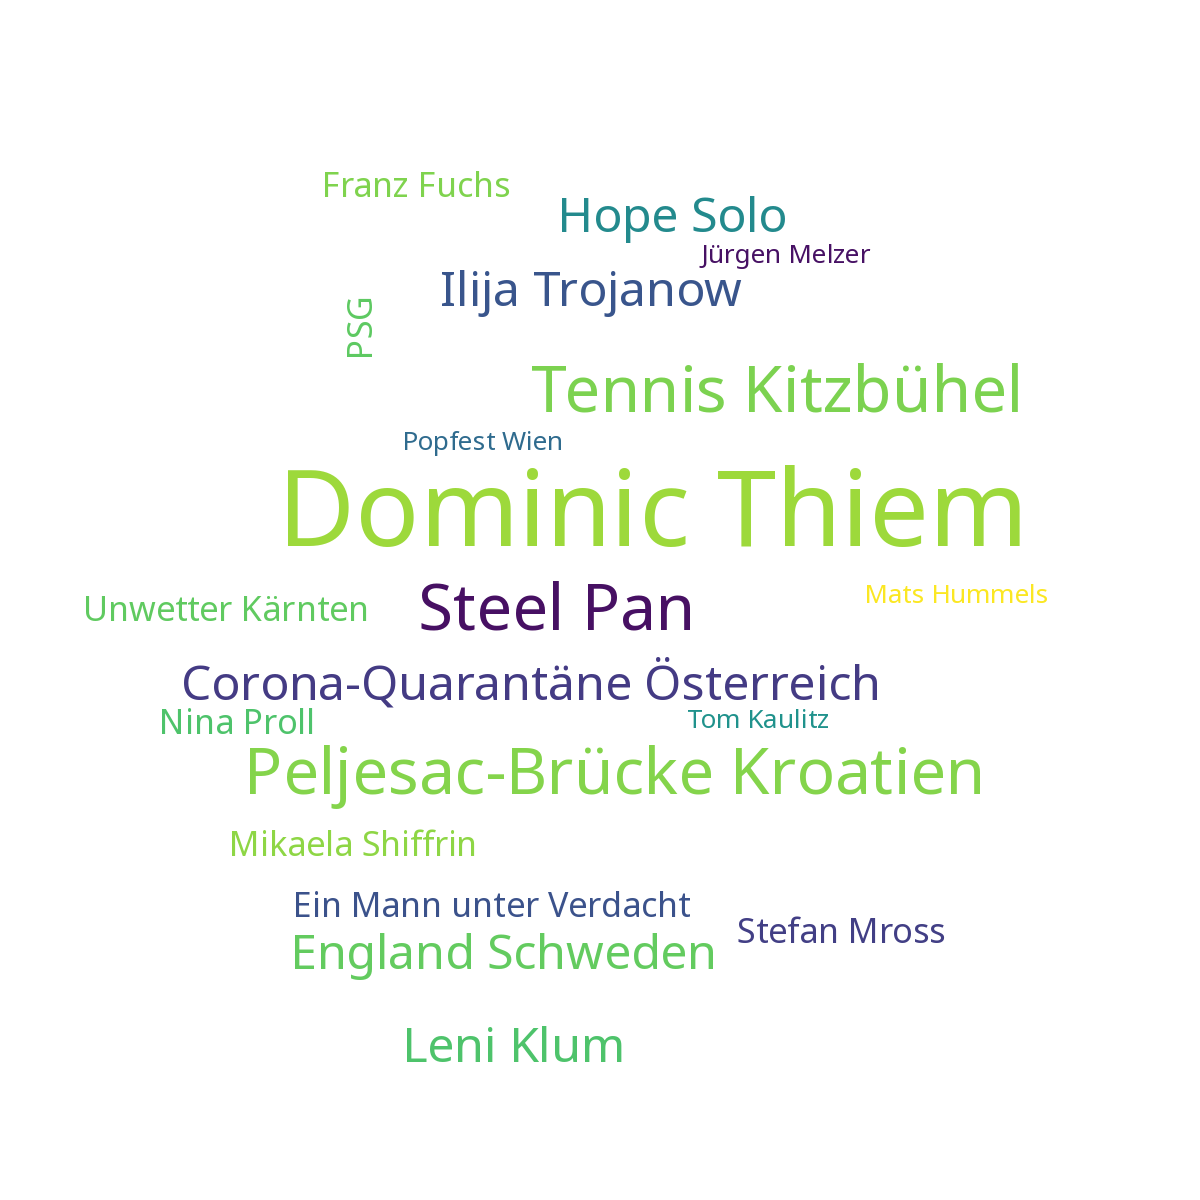 Franz Fuchs
Hope Solo
Jürgen Melzer
Ilija Trojanow
PSG
Tennis Kitzbühel
Popfest Wien
Dominic Thiem
Steel Pan
Mats Hummels
Unwetter Kärnten
Corona-Quarantäne Österreich
Nina Proll
Tom Kaulitz
Peljesac-Brücke Kroatien
Mikaela Shiffrin
Ein Mann unter Verdacht
Stefan Mross
England Schweden
Leni Klum